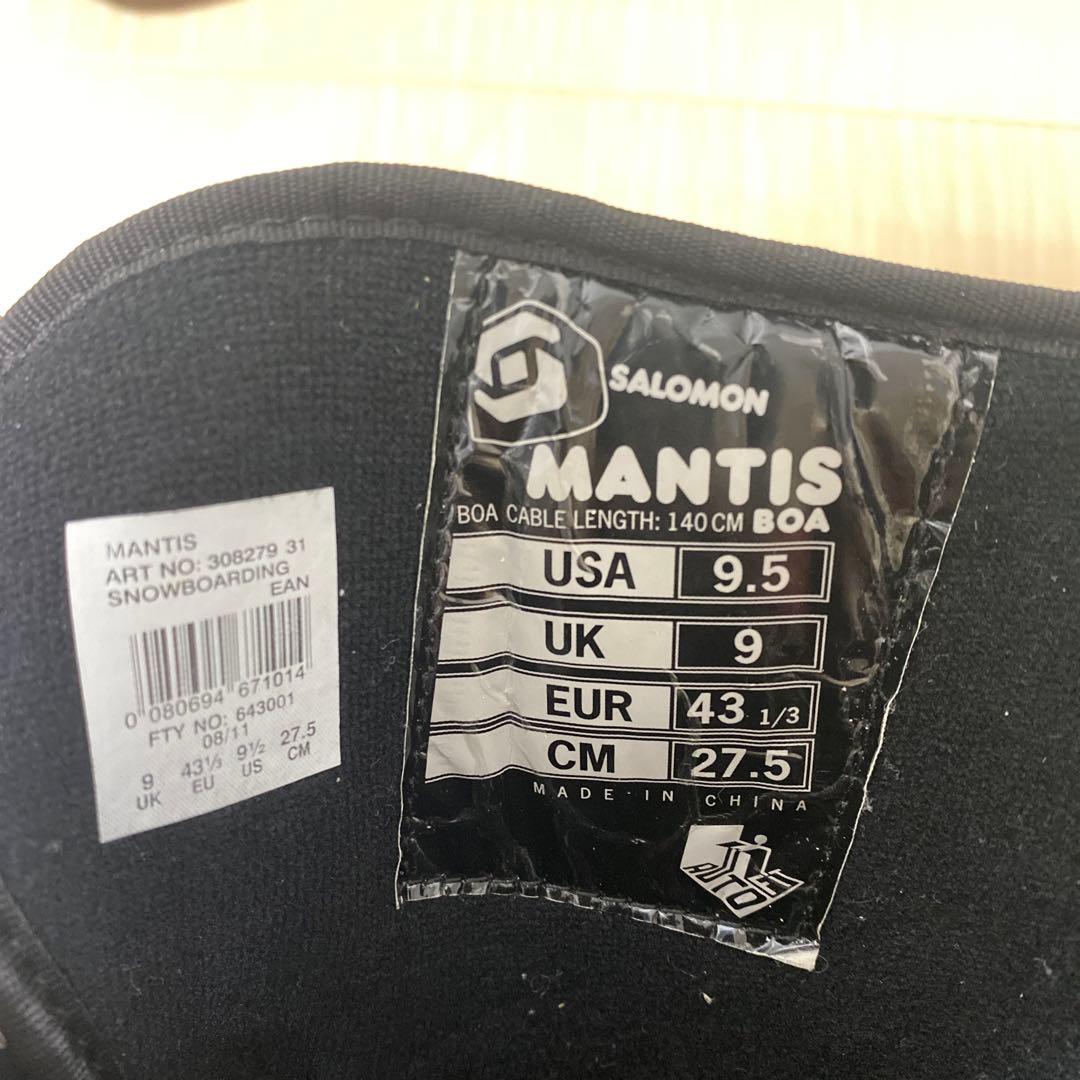 MANTIS
ART NO: 308279 31
SNOWBOARDING
EAN
0 080694 671014
FTY NO: 643001
08/11
9 43⅓ 9½ 27.5
UK EU US CM
SALOMON
MANTIS
BOA CABLE LENGTH: 140 CM BOA
USA 9.5
UK 9
EUR 43 1/3
CM 27.5
MADE IN CHINA
AUTOFIT